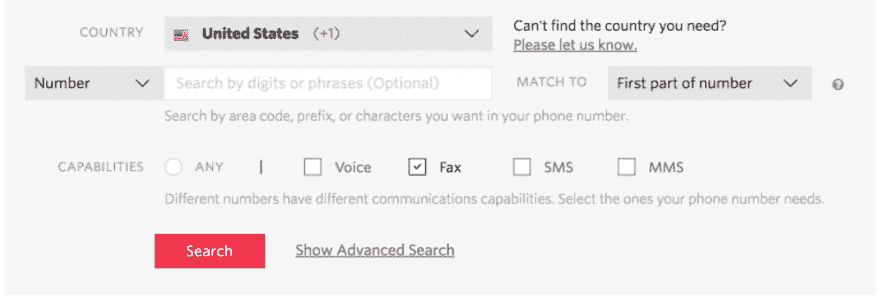 COUNTRY United States (+1) Can't find the country you need?
Please let us know.
Number Search by digits or phrases (Optional) MATCH TO First part of number ?
Search by area code, prefix, or characters you want in your phone number.
CAPABILITIES ANY | Voice Fax SMS MMS
Different numbers have different communications capabilities. Select the ones your phone number needs.
Search Show Advanced Search